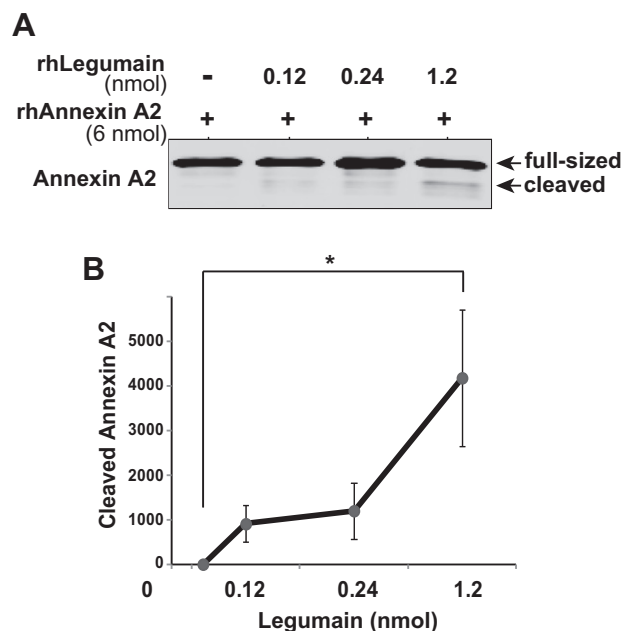 A
rhLegumain - 0.12 0.24 1.2
(nmol)
rhAnnexin A2 + + + +
(6 nmol)
Annexin A2
full-sized
cleaved
B
*
Cleaved Annexin A2
5000
4000
3000
2000
1000
0
0 0.12 0.24 1.2
Legumain (nmol)